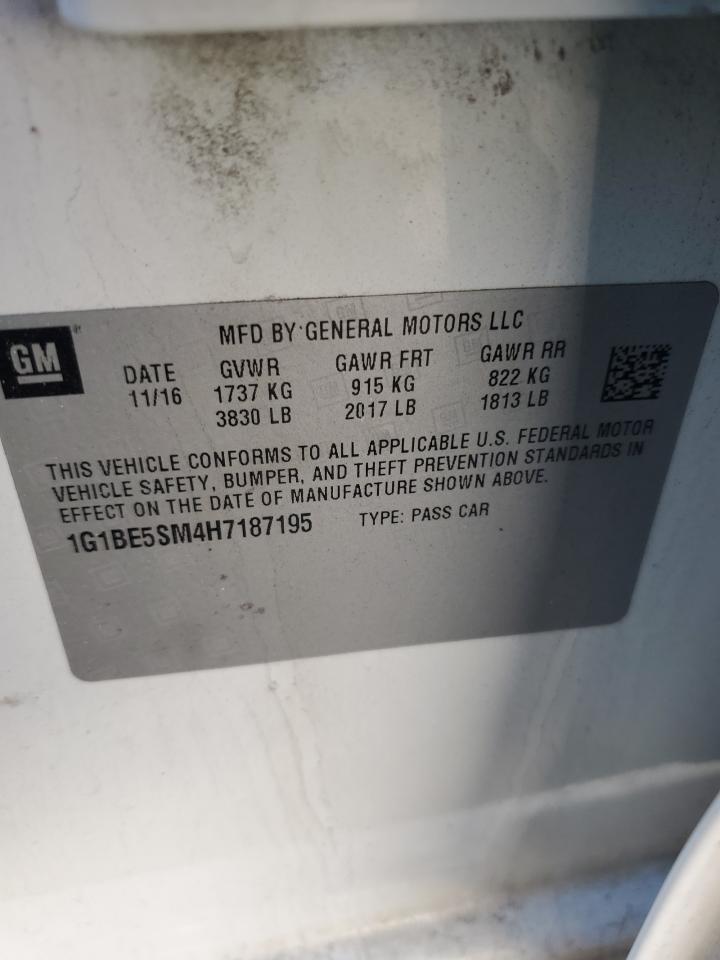 GM
MFD BY GENERAL MOTORS LLC
DATE GVWR GAWR FRT GAWR RR
11/16 1737 KG 915 KG 822 KG
3830 LB 2017 LB 1813 LB
THIS VEHICLE CONFORMS TO ALL APPLICABLE U.S. FEDERAL MOTOR
VEHICLE SAFETY, BUMPER, AND THEFT PREVENTION STANDARDS IN
EFFECT ON THE DATE OF MANUFACTURE SHOWN ABOVE.
1G1BE5SM4H7187195 TYPE: PASS CAR